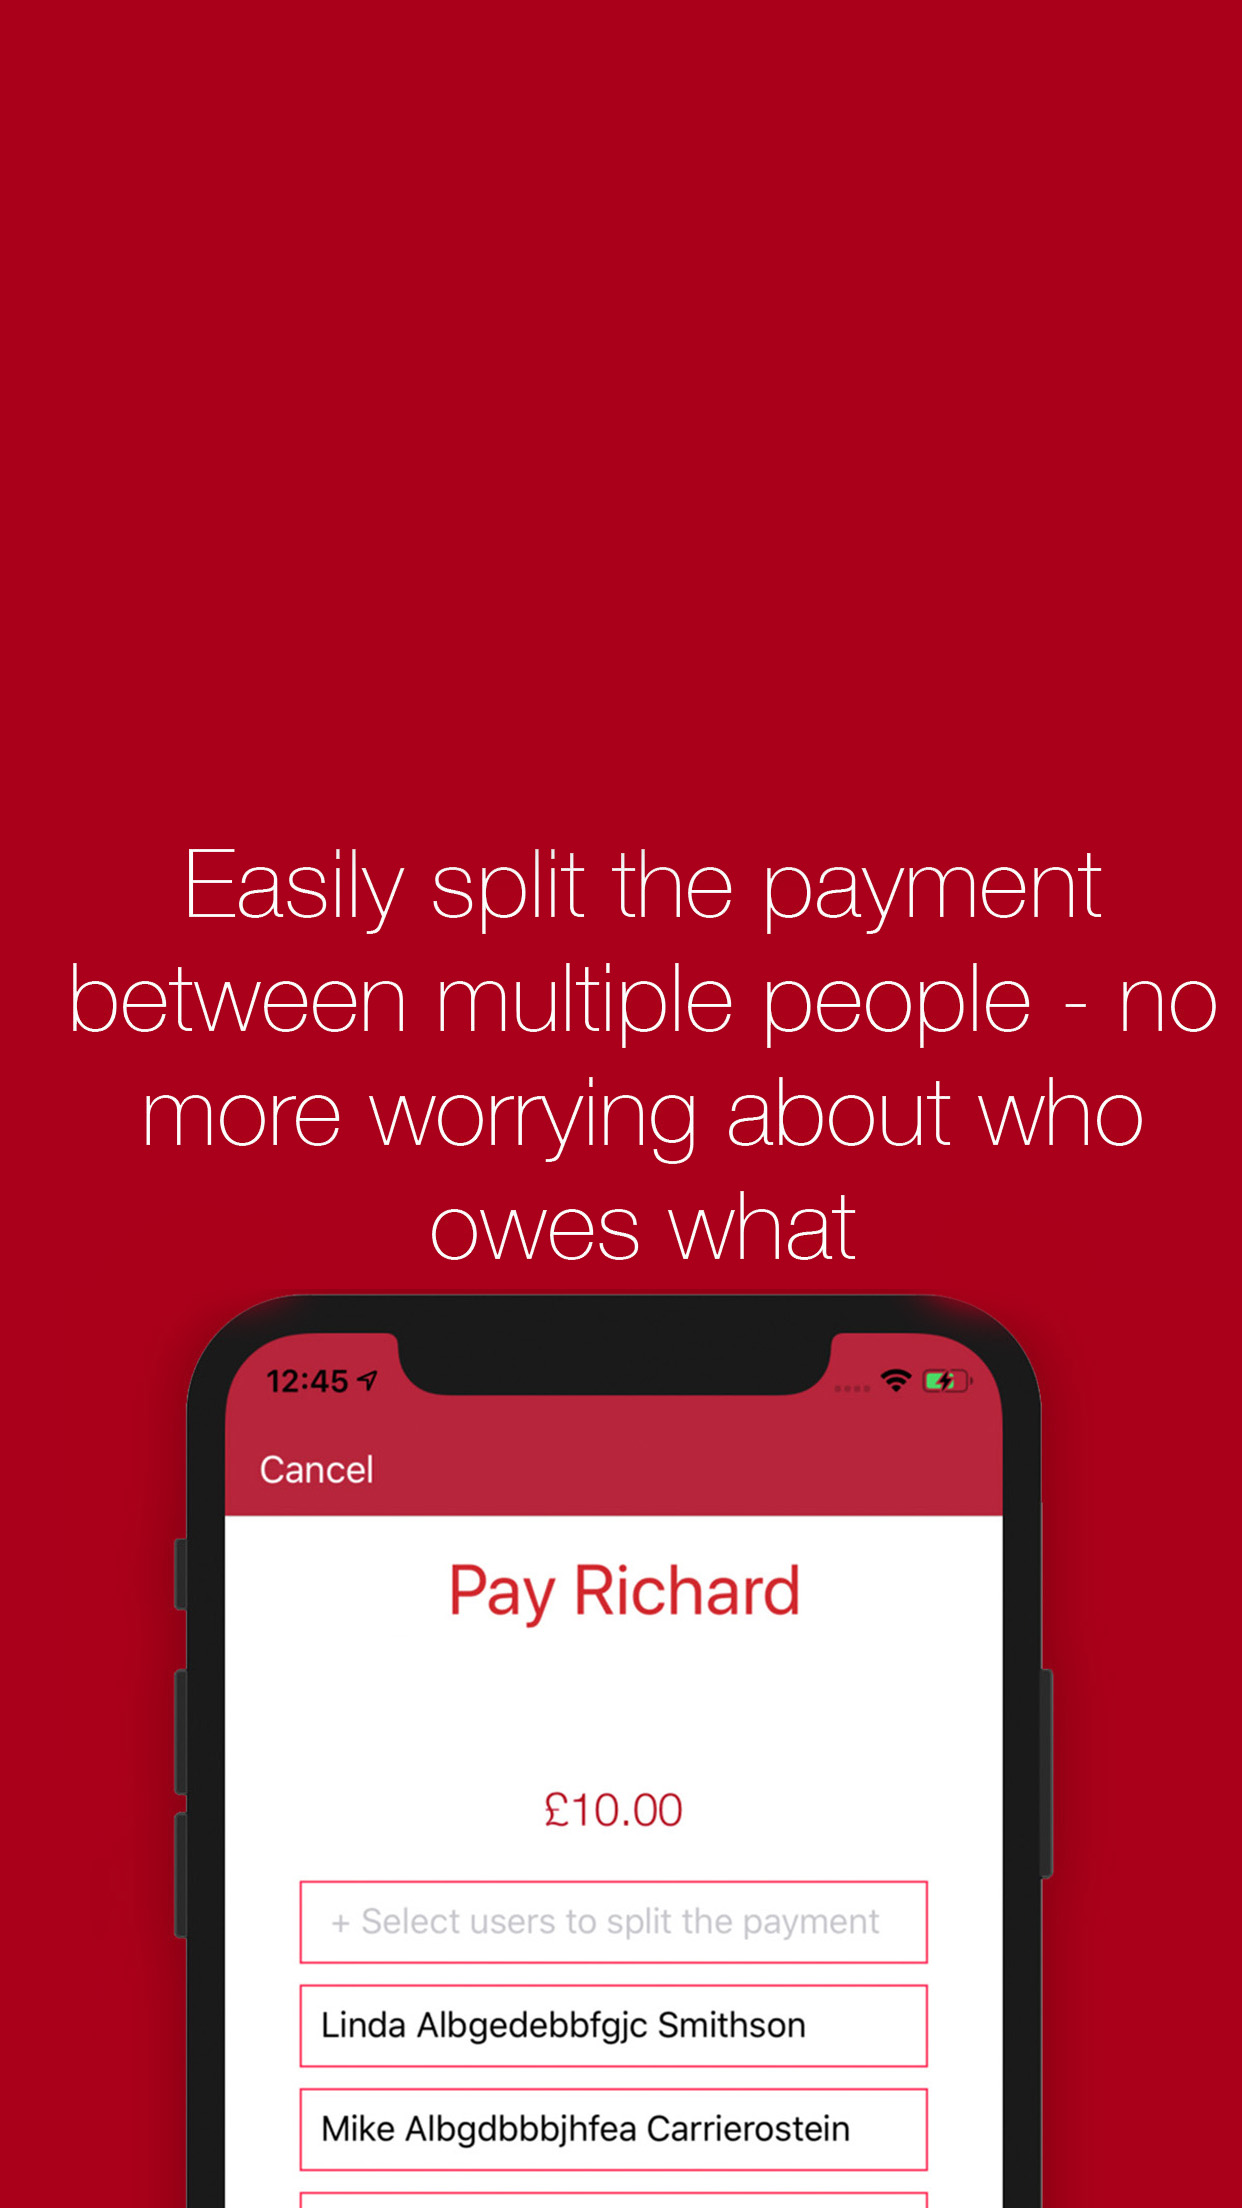 Easily split the payment
between multiple people - no
more worrying about who
owes what
12:45
Cancel
Pay Richard
£10.00
+ Select users to split the payment
Linda Albgedebbfgjc Smithson
Mike Albgdbbbjhfea Carrierostein